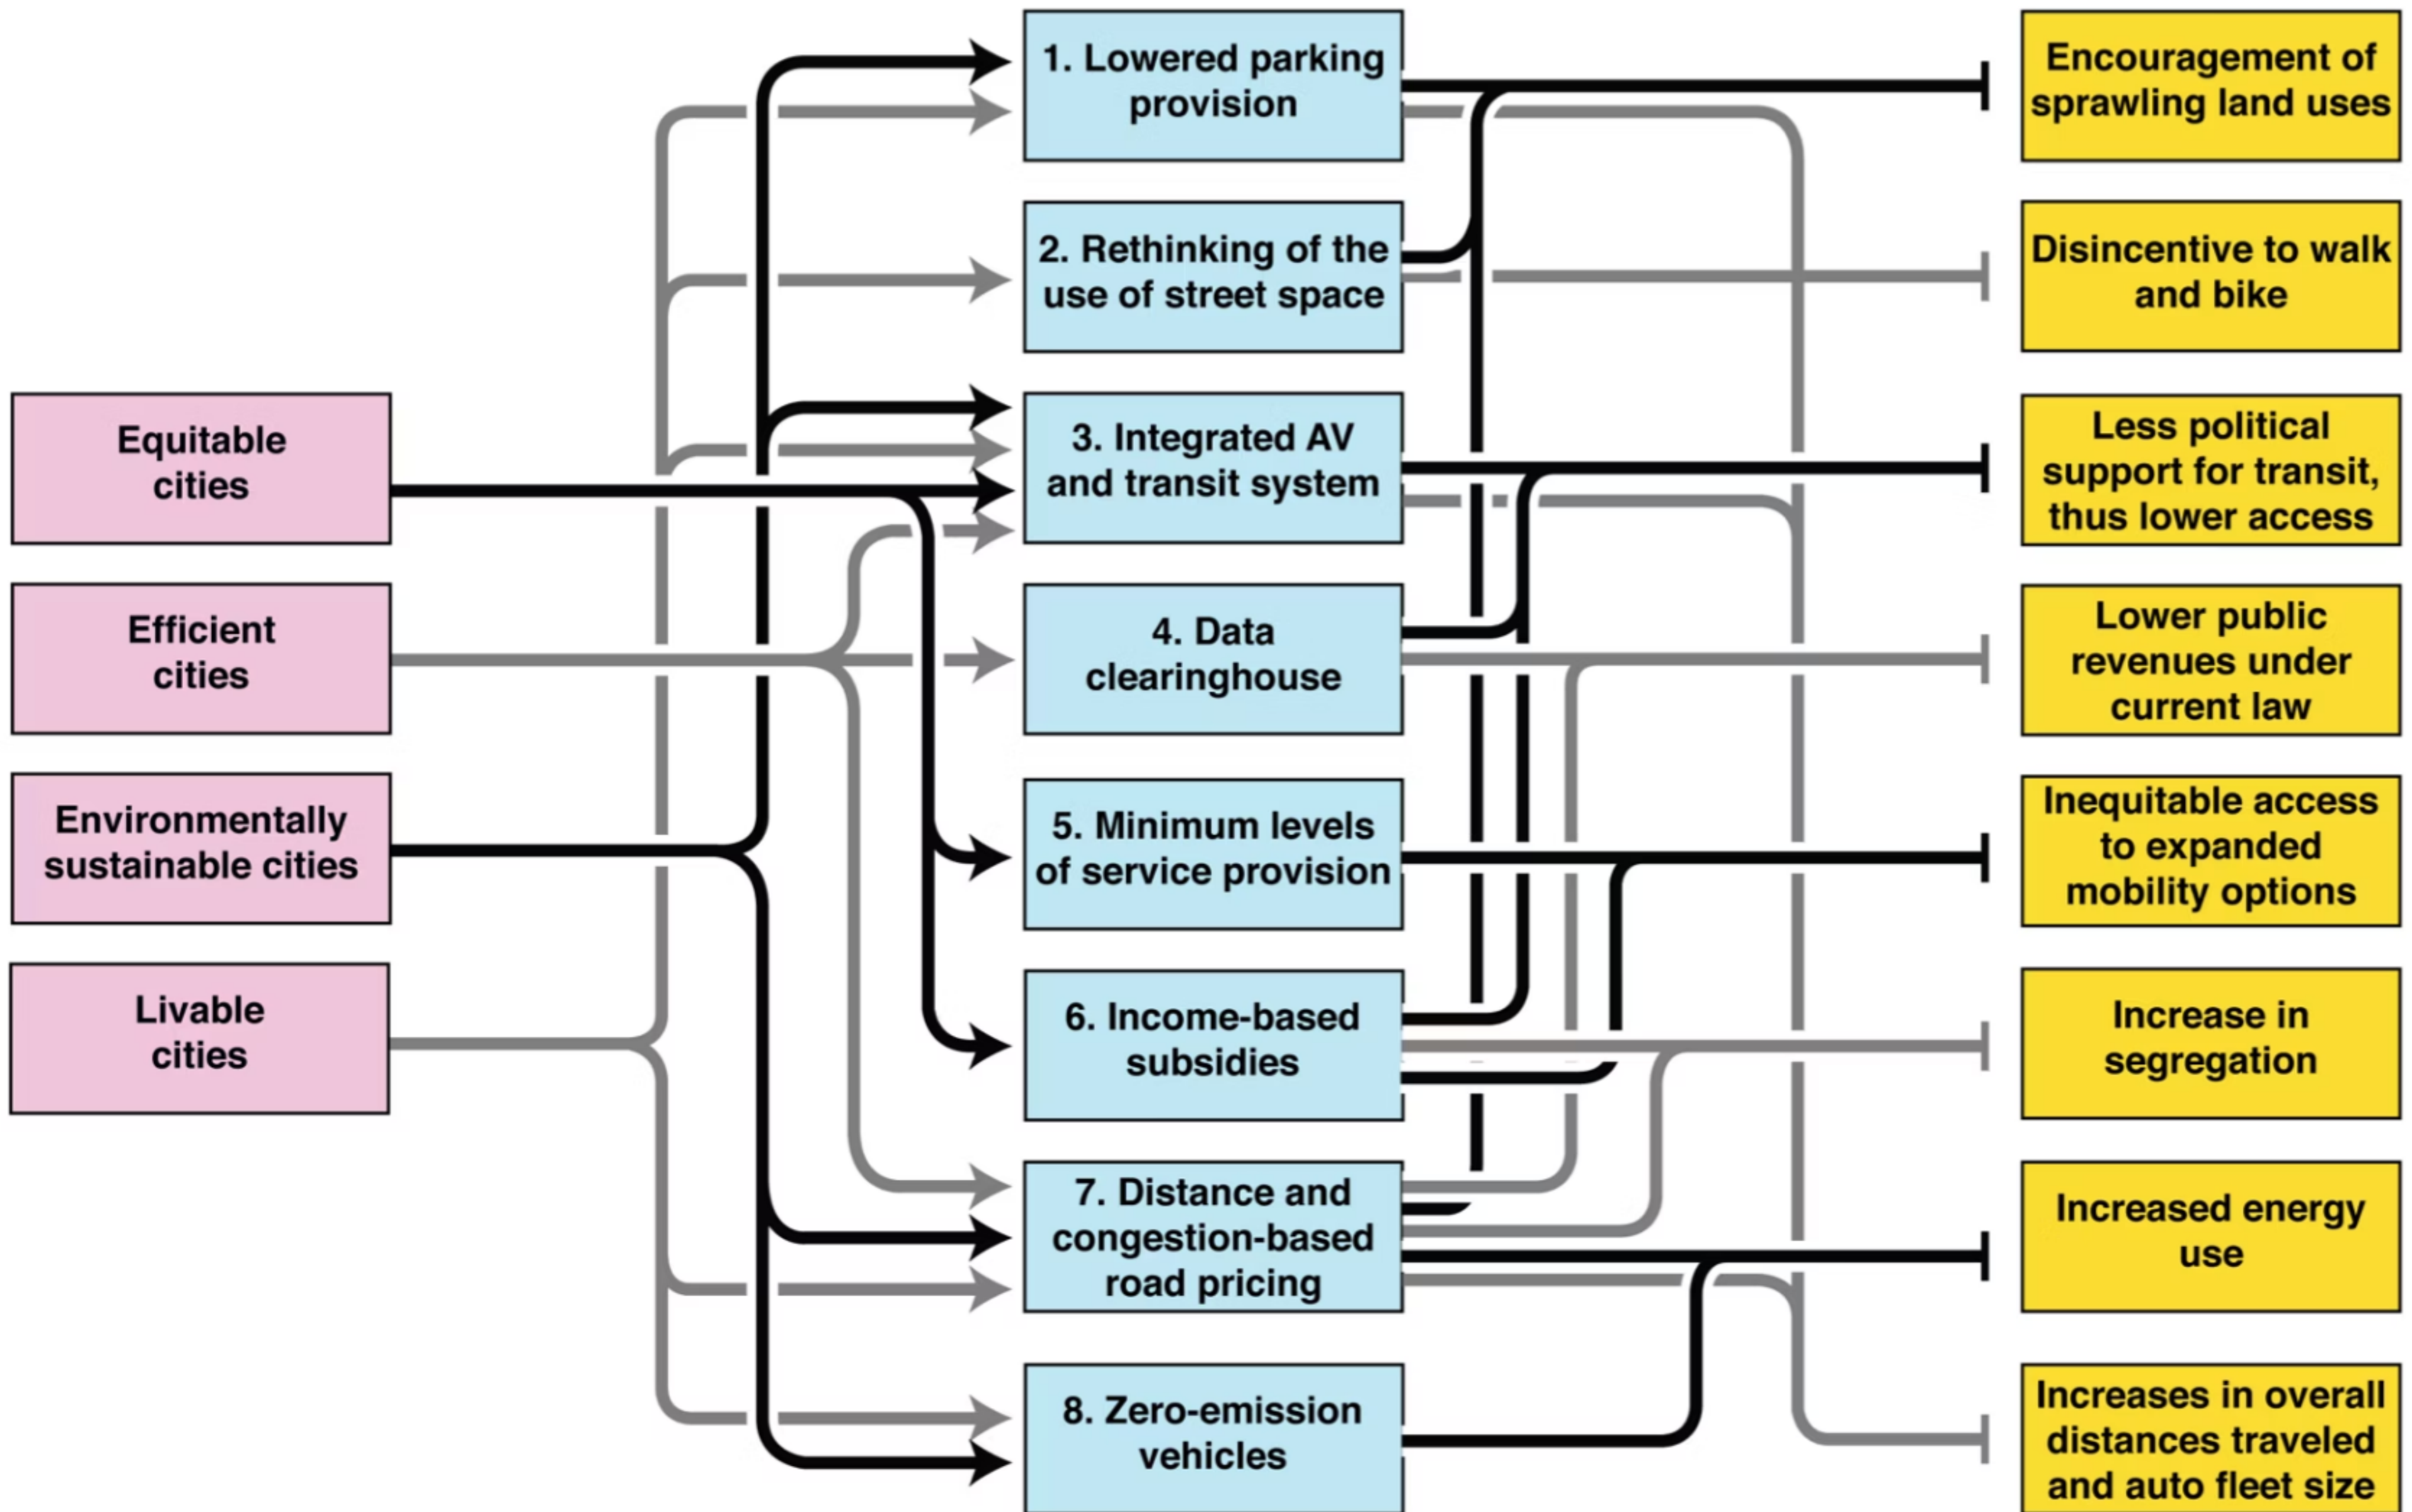 Equitable
cities
Efficient
cities
Environmentally
sustainable cities
Livable
cities
1. Lowered parking
provision
2. Rethinking of the
use of street space
3. Integrated AV
and transit system
4. Data
clearinghouse
5. Minimum levels
of service provision
6. Income-based
subsidies
7. Distance and
congestion-based
road pricing
8. Zero-emission
vehicles
Encouragement of
sprawling land uses
Disincentive to walk
and bike
Less political
support for transit,
thus lower access
Lower public
revenues under
current law
Inequitable access
to expanded
mobility options
Increase in
segregation
Increased energy
use
Increases in overall
distances traveled
and auto fleet size